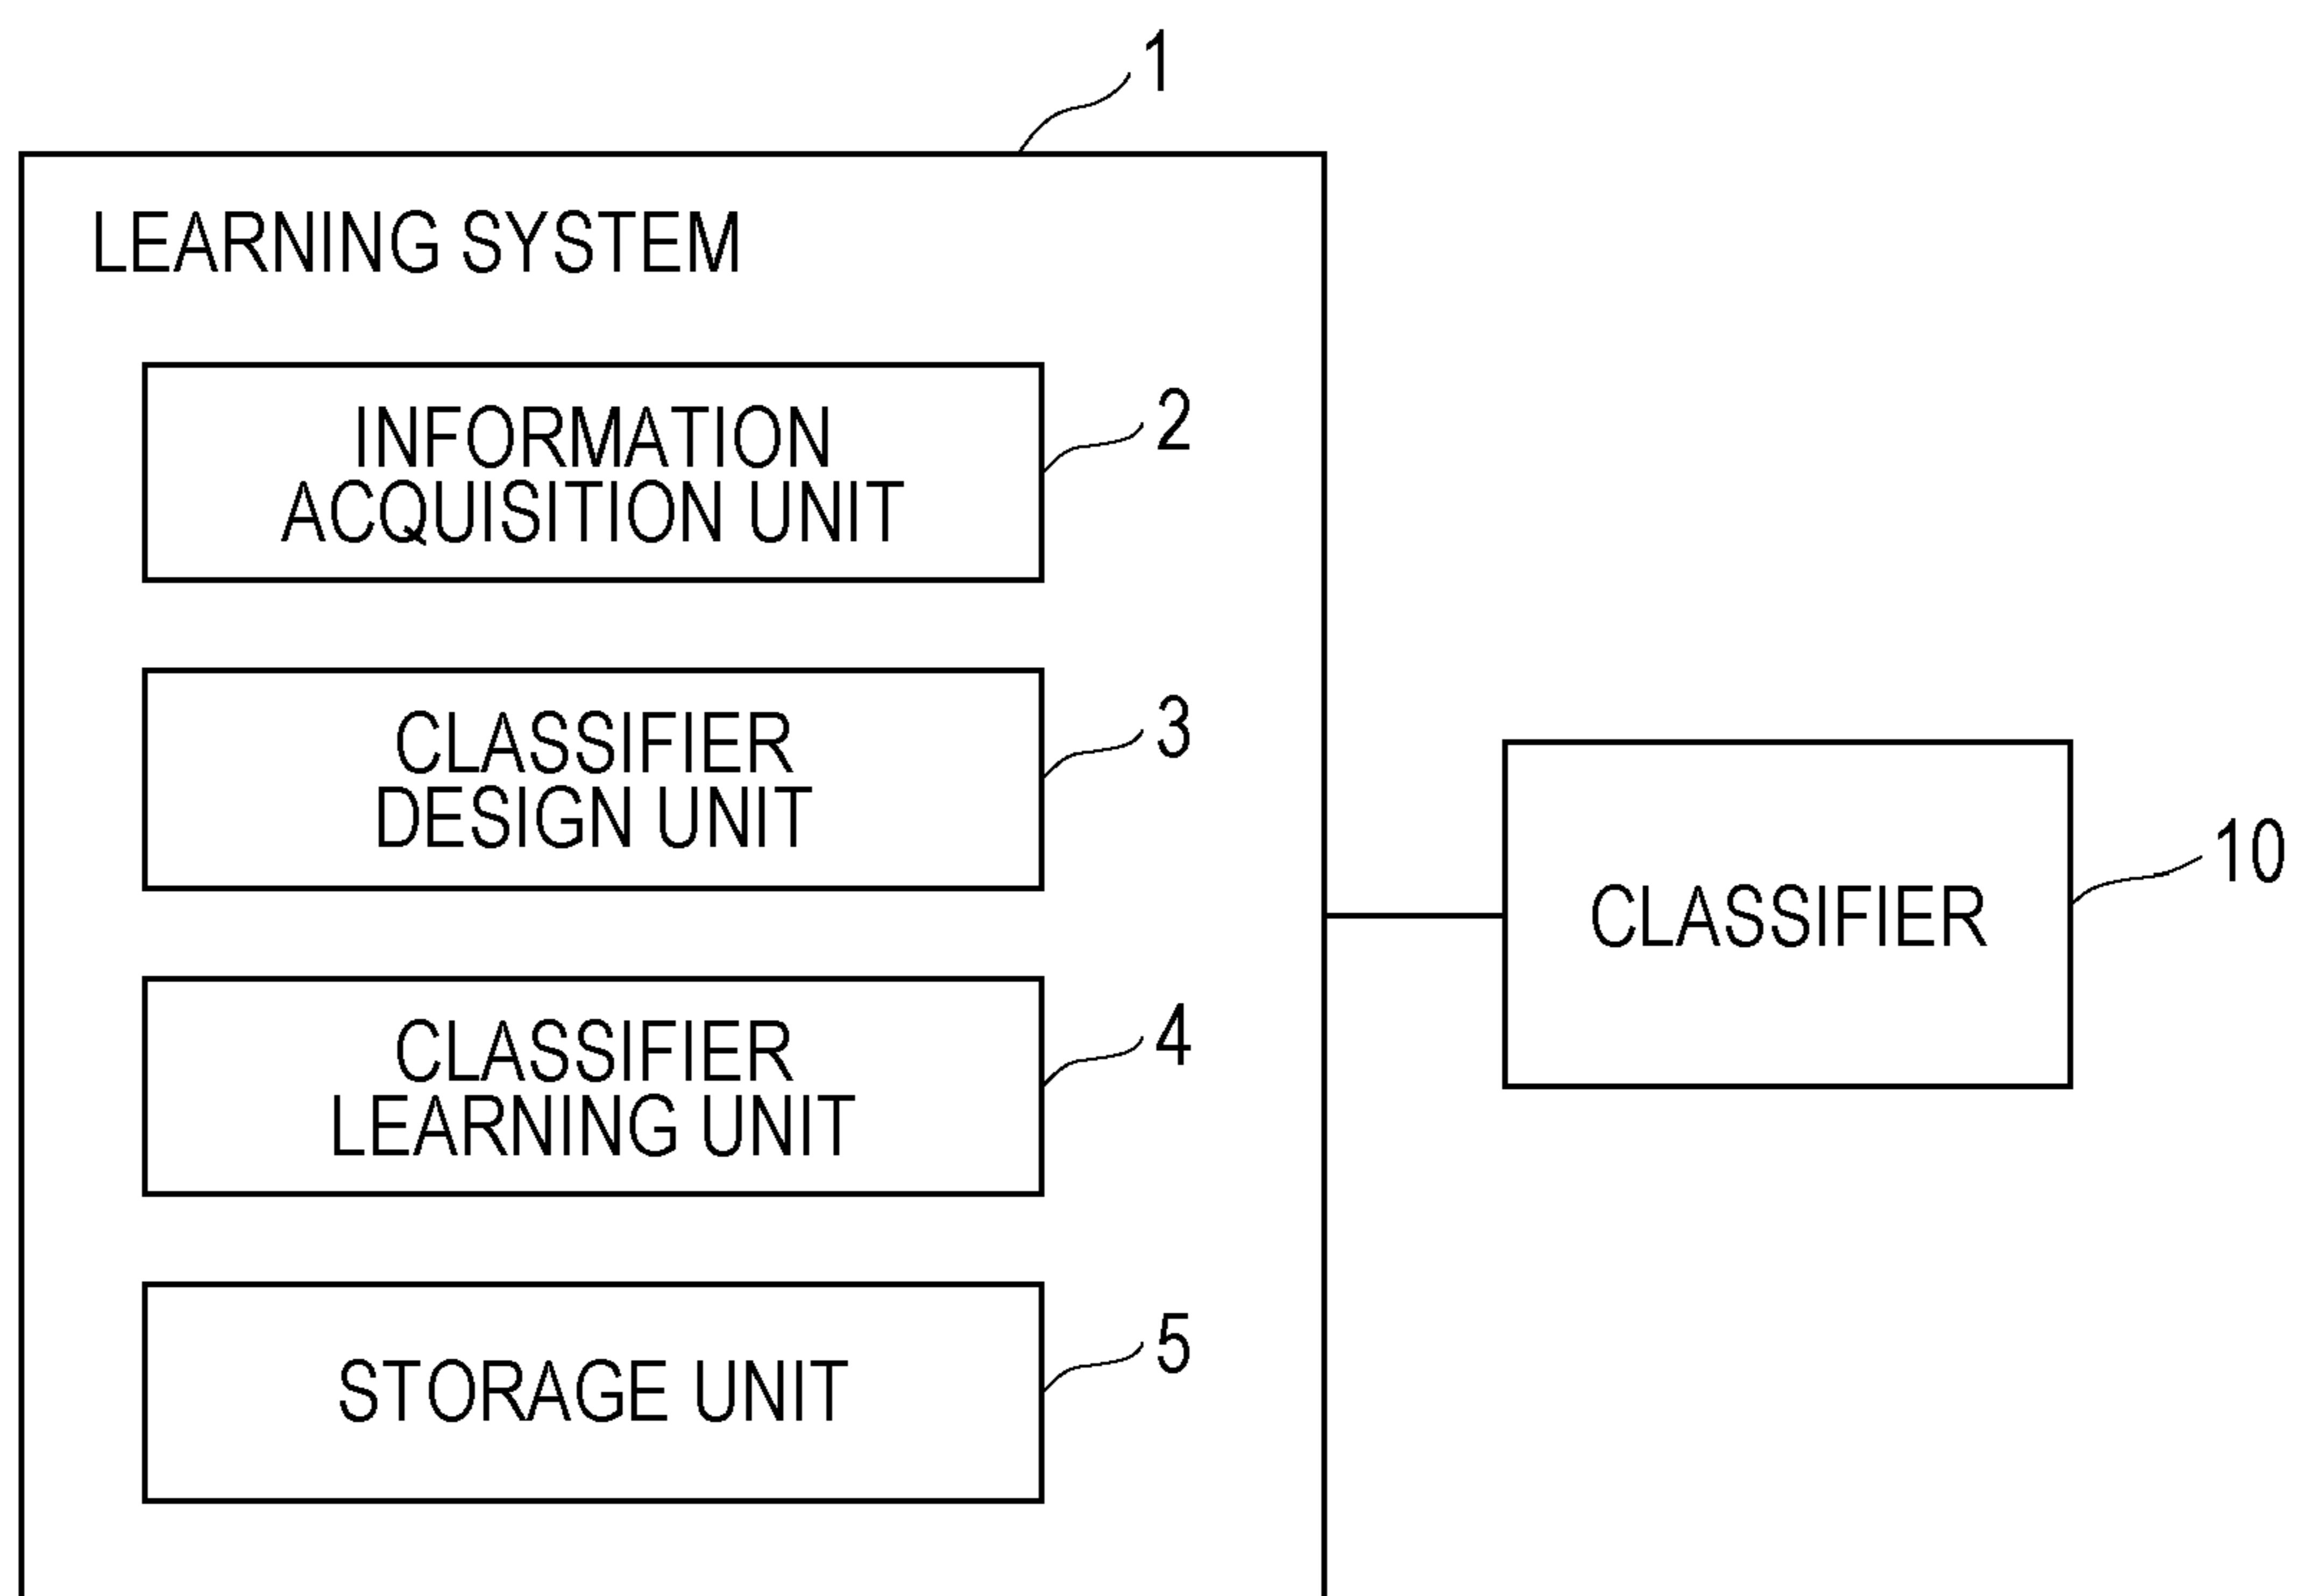 1
LEARNING SYSTEM
INFORMATION
ACQUISITION UNIT
2
CLASSIFIER
DESIGN UNIT
3
CLASSIFIER
LEARNING UNIT
4
STORAGE UNIT
5
CLASSIFIER
10